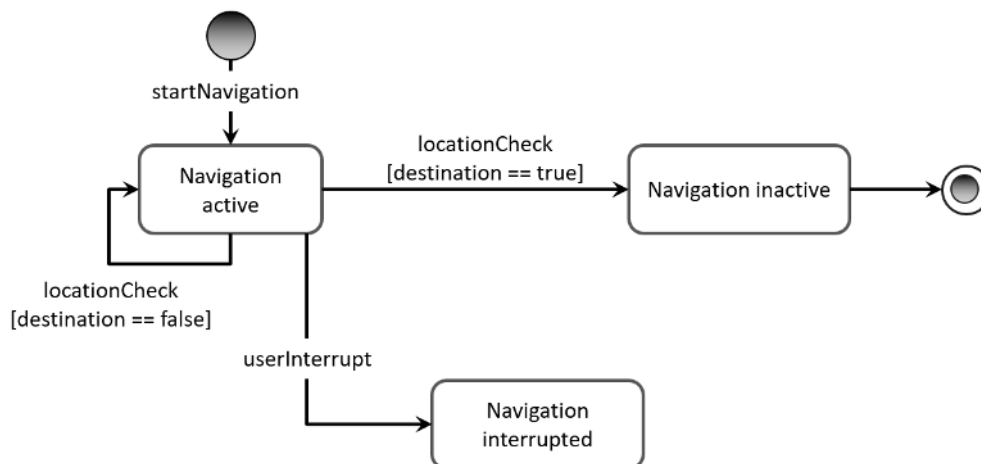 startNavigation
Navigation
active
locationCheck
[destination == true]
Navigation inactive
locationCheck
[destination == false]
userInterrupt
Navigation
interrupted